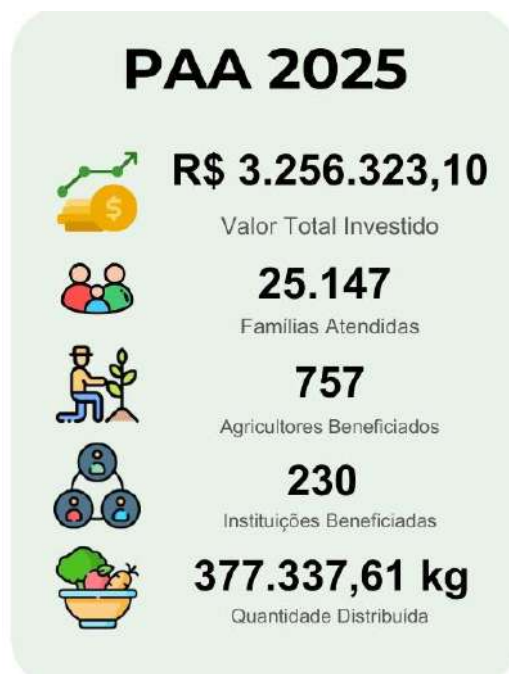 PAA 2025
R$ 3.256.323,10
Valor Total Investido
25.147
Famílias Atendidas
757
Agricultores Beneficiados
230
Instituições Beneficiadas
377.337,61 kg
Quantidade Distribuída